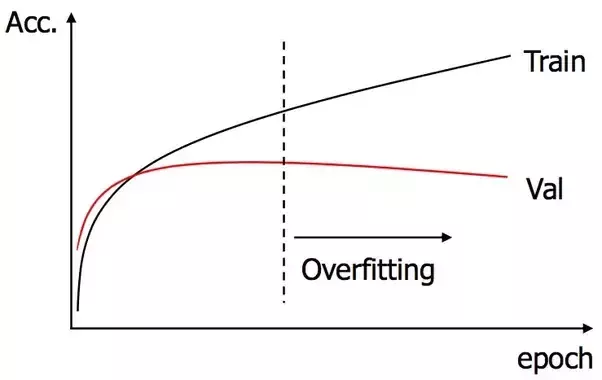 Acc.
Train
Val
Overfitting
epoch